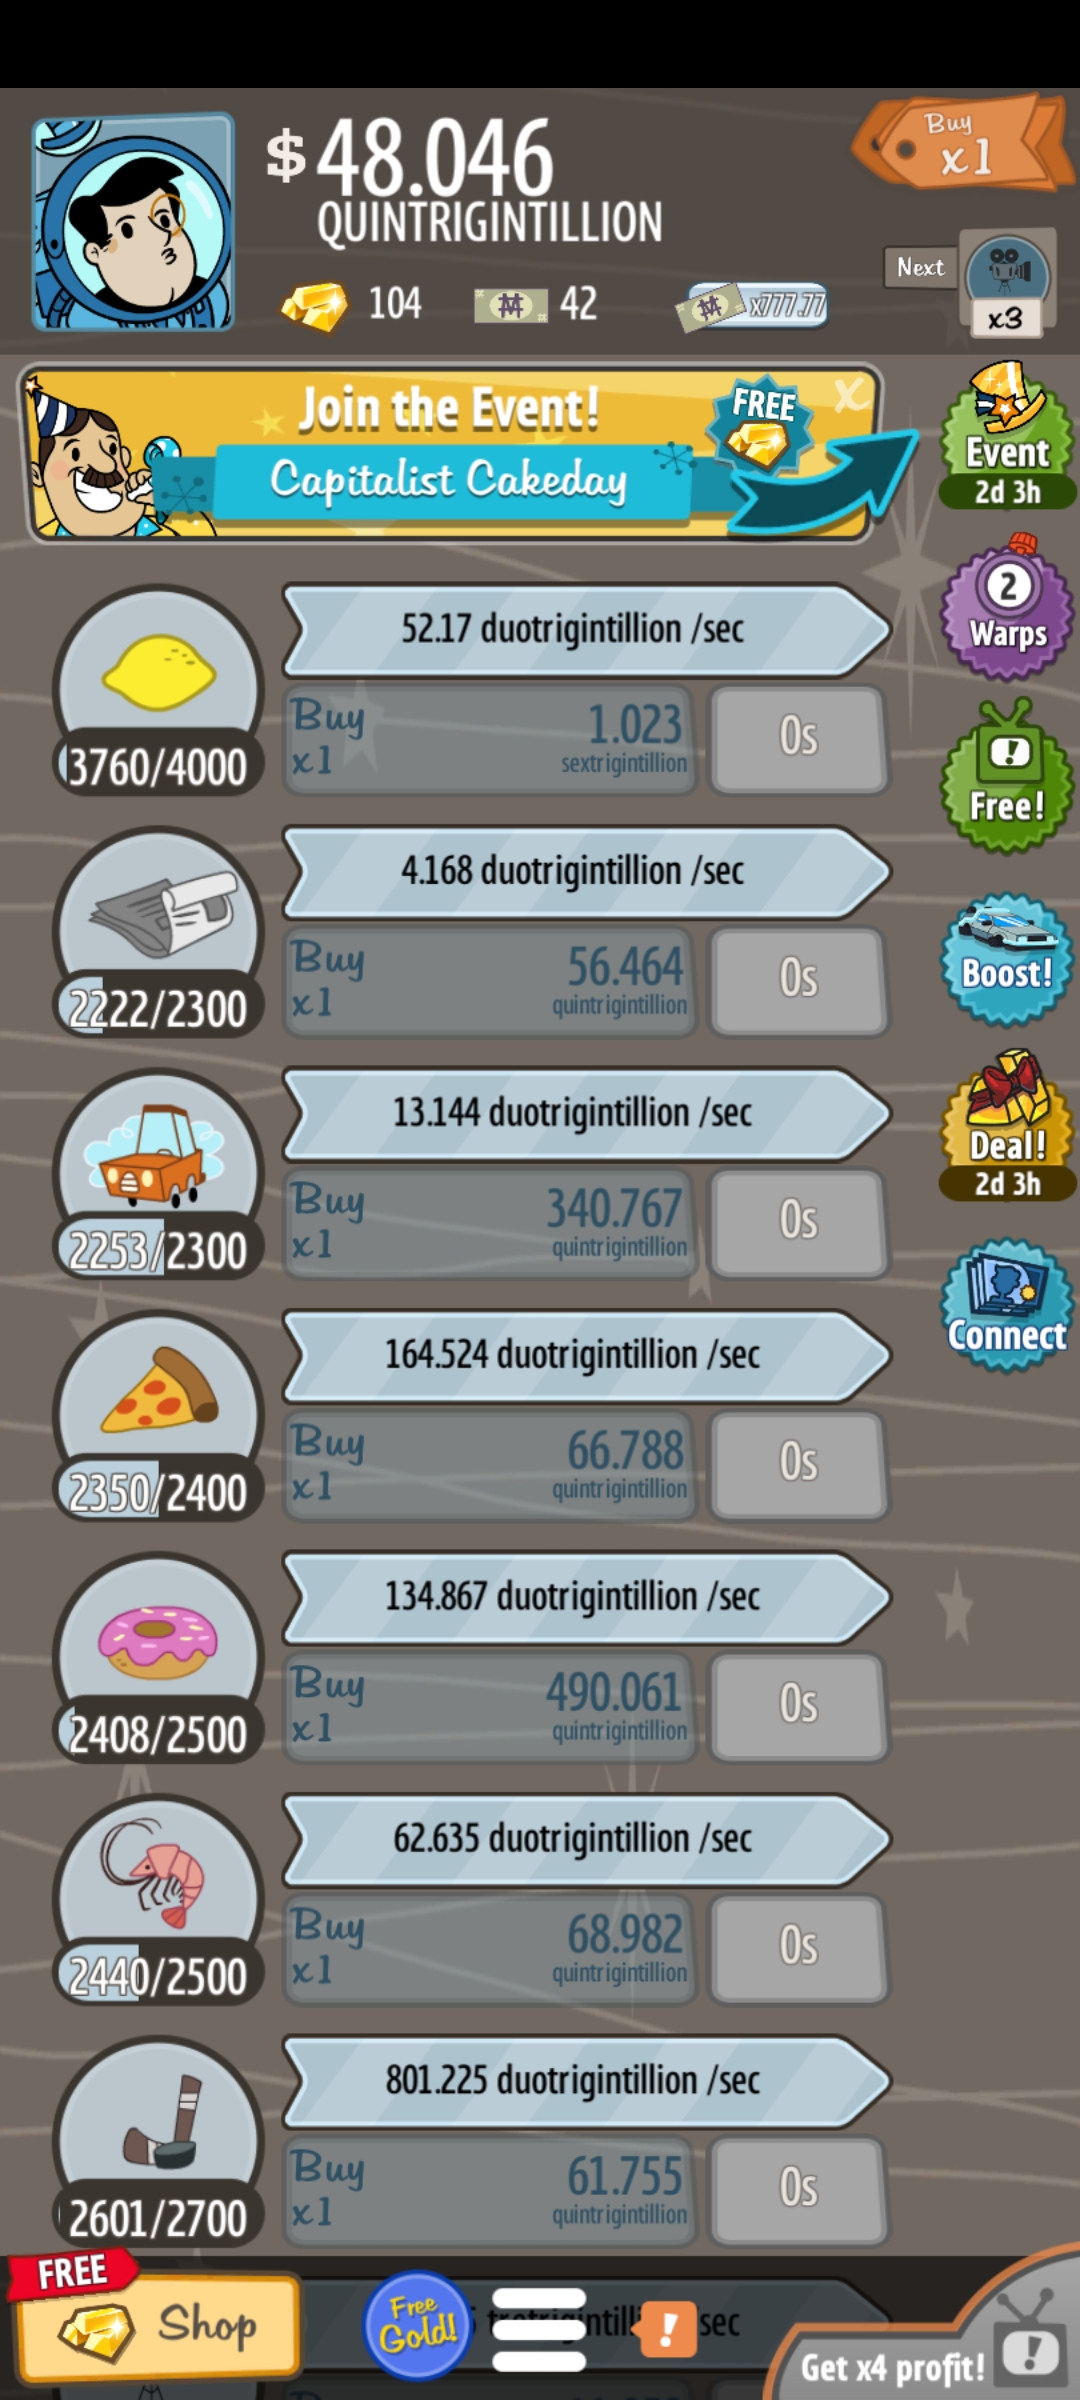 $48.046
QUINTRIGINTILLION
Buy
x1
104
42
x777.77
Next
x3
Join the Event!
FREE
x
Capitalist Cakeday
Event
2d 3h
52.17 duotrigintillion /sec
Buy
x1
1.023
sextrigintillion
0s
3760/4000
2
Warps
4.168 duotrigintillion /sec
Buy
x1
56.464
quintrigintillion
0s
2222/2300
!
Free!
Boost!
13.144 duotrigintillion /sec
Buy
x1
340.767
quintrigintillion
0s
2253/2300
Deal!
2d 3h
164.524 duotrigintillion /sec
Buy
x1
66.788
quintrigintillion
0s
2350/2400
Connect
134.867 duotrigintillion /sec
Buy
x1
490.061
quintrigintillion
0s
2408/2500
62.635 duotrigintillion /sec
Buy
x1
68.982
quintrigintillion
0s
2440/2500
801.225 duotrigintillion /sec
Buy
x1
61.755
quintrigintillion
0s
2601/2700
FREE
Shop
Free
Gold!
!
sec
Get x4 profit!
!